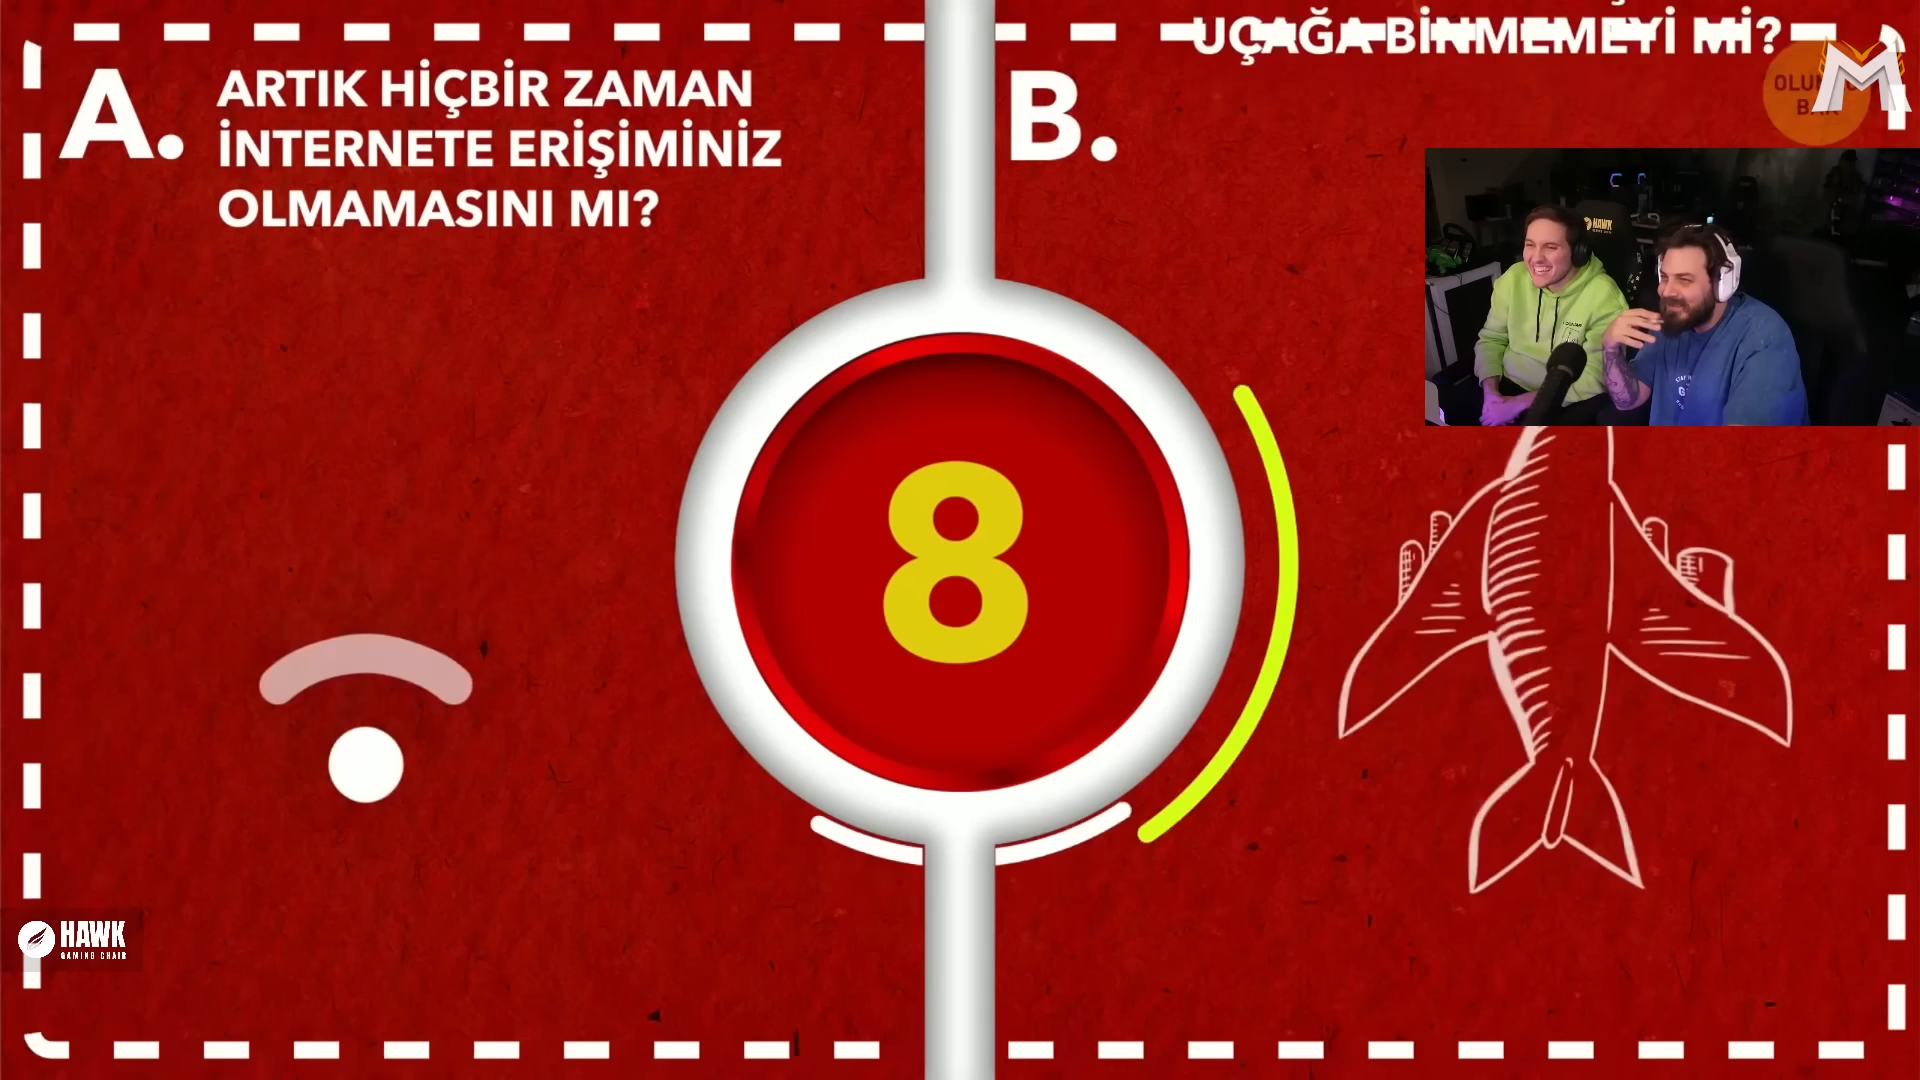 A.
ARTIK HİÇBİR ZAMAN
İNTERNETE ERİŞİMİNİZ
OLMAMASINI MI?
B.
UÇAĞA BİNMEMEYİ Mİ?
8
HAWK
HAWK
GAMING CHAIR